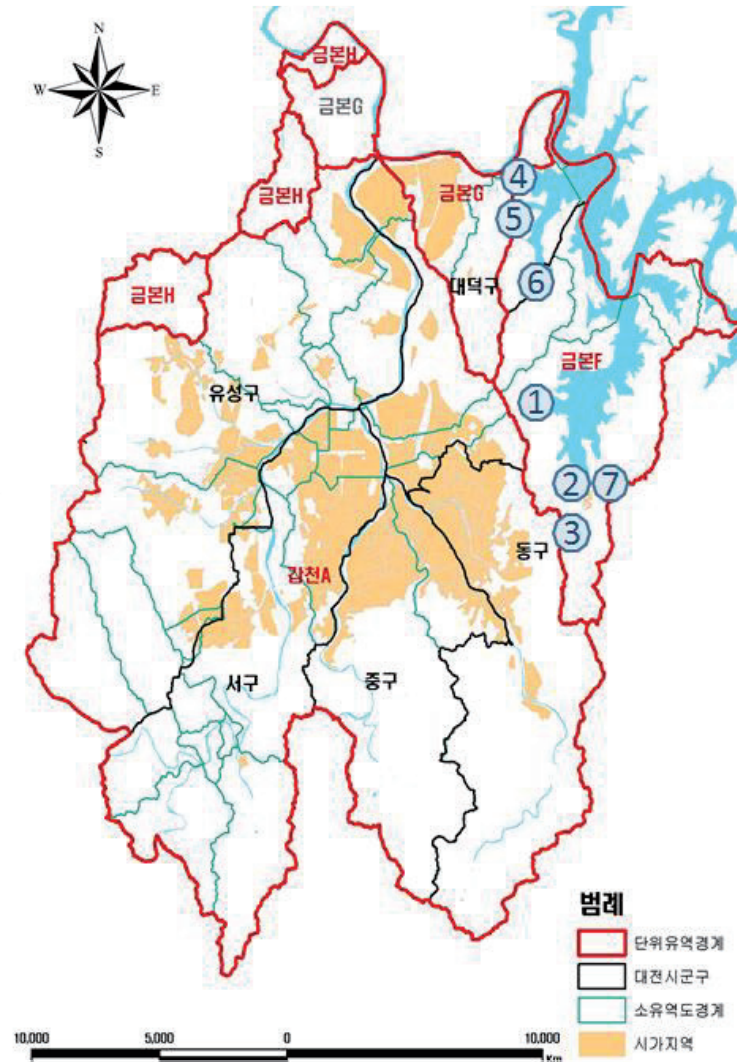 N
금본H
금본G
W
E
S
금본H
금본G
④
⑤
대덕구
⑥
금본H
금본F
유성구
①
②
⑦
③
동구
갑천A
서구
중구
범례
단위유역경계
대전시군구
소유역도경계
시가지역
10,000
5,000
0
10,000
Km